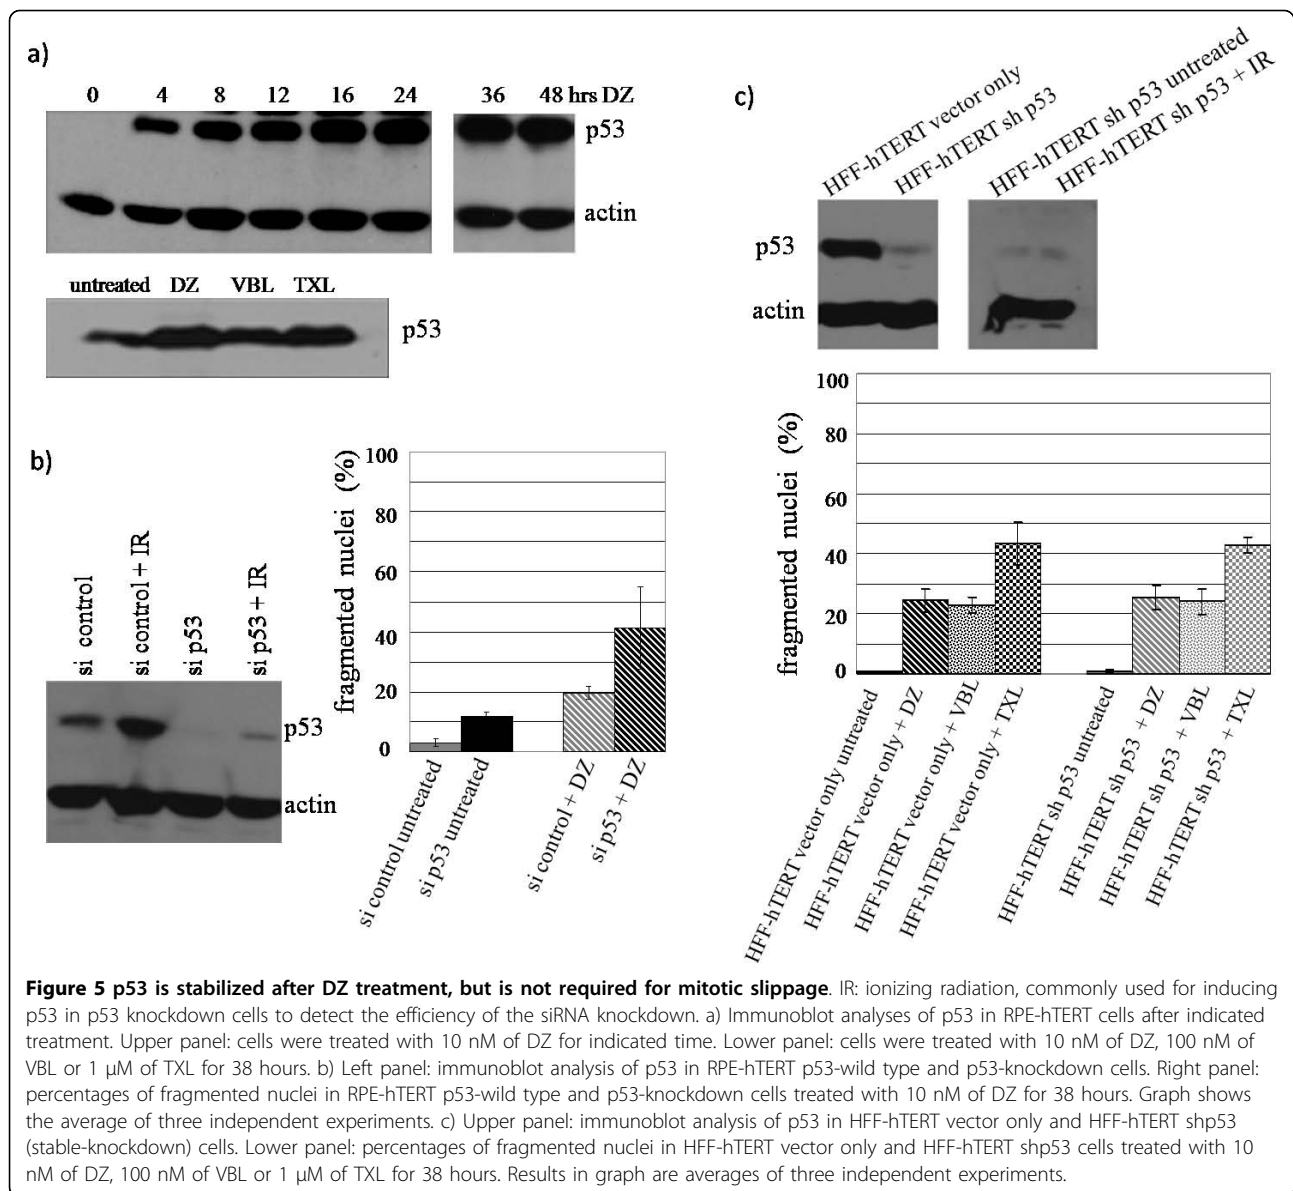 a)
0 4 8 12 16 24 36 48 hrs DZ
p53
actin
untreated DZ VBL TXL
p53
b)
si control
si control + IR
si p53
si p53 + IR
p53
actin
fragmented nuclei (%)
100
80
60
40
20
0
si control untreated
si p53 untreated
si control + DZ
si p53 + DZ
c)
HFF-hTERT vector only
HFF-hTERT sh p53
HFF-hTERT sh p53 untreated
HFF-hTERT sh p53 + IR
p53
actin
fragmented nuclei (%)
100
80
60
40
20
0
HFF-hTERT vector only untreated
HFF-hTERT vector only + DZ
HFF-hTERT vector only + VBL
HFF-hTERT vector only + TXL
HFF-hTERT sh p53 untreated
HFF-hTERT sh p53 + DZ
HFF-hTERT sh p53 + VBL
HFF-hTERT sh p53 + TXL
Figure 5 p53 is stabilized after DZ treatment, but is not required for mitotic slippage. IR: ionizing radiation, commonly used for inducing
p53 in p53 knockdown cells to detect the efficiency of the siRNA knockdown. a) Immunoblot analyses of p53 in RPE-hTERT cells after indicated
treatment. Upper panel: cells were treated with 10 nM of DZ for indicated time. Lower panel: cells were treated with 10 nM of DZ, 100 nM of
VBL or 1 μM of TXL for 38 hours. b) Left panel: immunoblot analysis of p53 in RPE-hTERT p53-wild type and p53-knockdown cells. Right panel:
percentages of fragmented nuclei in RPE-hTERT p53-wild type and p53-knockdown cells treated with 10 nM of DZ for 38 hours. Graph shows
the average of three independent experiments. c) Upper panel: immunoblot analysis of p53 in HFF-hTERT vector only and HFF-hTERT shp53
(stable-knockdown) cells. Lower panel: percentages of fragmented nuclei in HFF-hTERT vector only and HFF-hTERT shp53 cells treated with 10
nM of DZ, 100 nM of VBL or 1 μM of TXL for 38 hours. Results in graph are averages of three independent experiments.